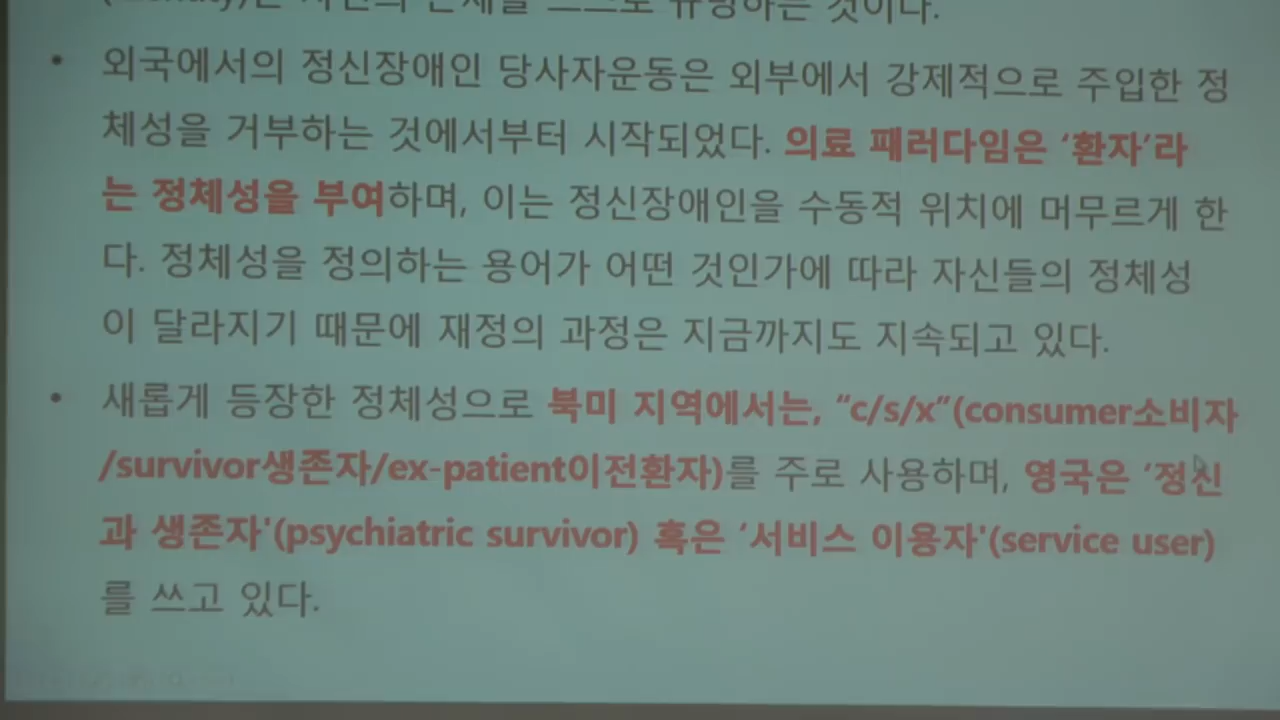 것이다.
• 외국에서의 정신장애인 당사자운동은 외부에서 강제적으로 주입한 정
체성을 거부하는 것에서부터 시작되었다. 의료 패러다임은 ‘환자’라
는 정체성을 부여하며, 이는 정신장애인을 수동적 위치에 머무르게 한
다. 정체성을 정의하는 용어가 어떤 것인가에 따라 자신들의 정체성
이 달라지기 때문에 재정의 과정은 지금까지도 지속되고 있다.
• 새롭게 등장한 정체성으로 북미 지역에서는, “c/s/x”(consumer소비자
/survivor생존자/ex-patient이전환자)를 주로 사용하며, 영국은 ‘정신
과 생존자'(psychiatric survivor) 혹은 ‘서비스 이용자'(service user)
를 쓰고 있다.